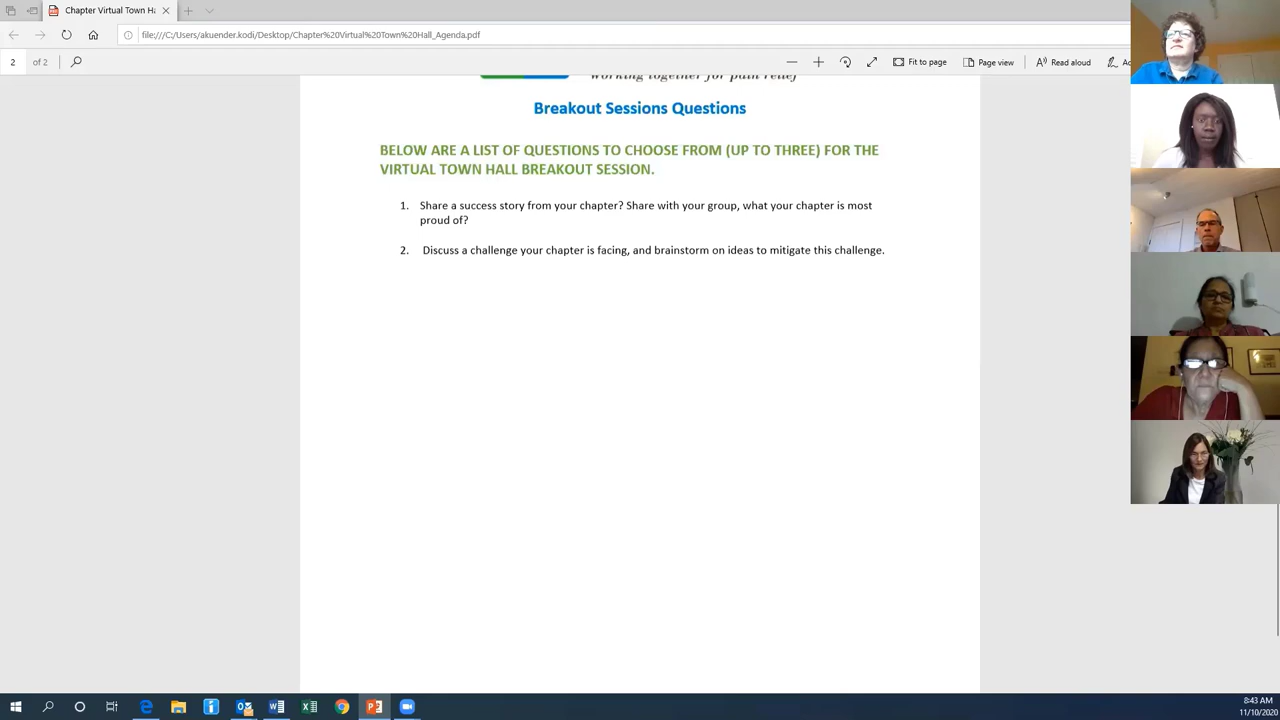 Chapter Virtual Town Ha
file:///C:/Users/akuender.kodi/Desktop/Chapter%20Virtual%20Town%20Hall_Agenda.pdf
2 of 2
Fit to page
Page view
Read aloud
working together for pain relief
Breakout Sessions Questions
BELOW ARE A LIST OF QUESTIONS TO CHOOSE FROM (UP TO THREE) FOR THE
VIRTUAL TOWN HALL BREAKOUT SESSION.
1. Share a success story from your chapter? Share with your group, what your chapter is most
proud of?
2. Discuss a challenge your chapter is facing, and brainstorm on ideas to mitigate this challenge.
8:43 AM
11/10/2020